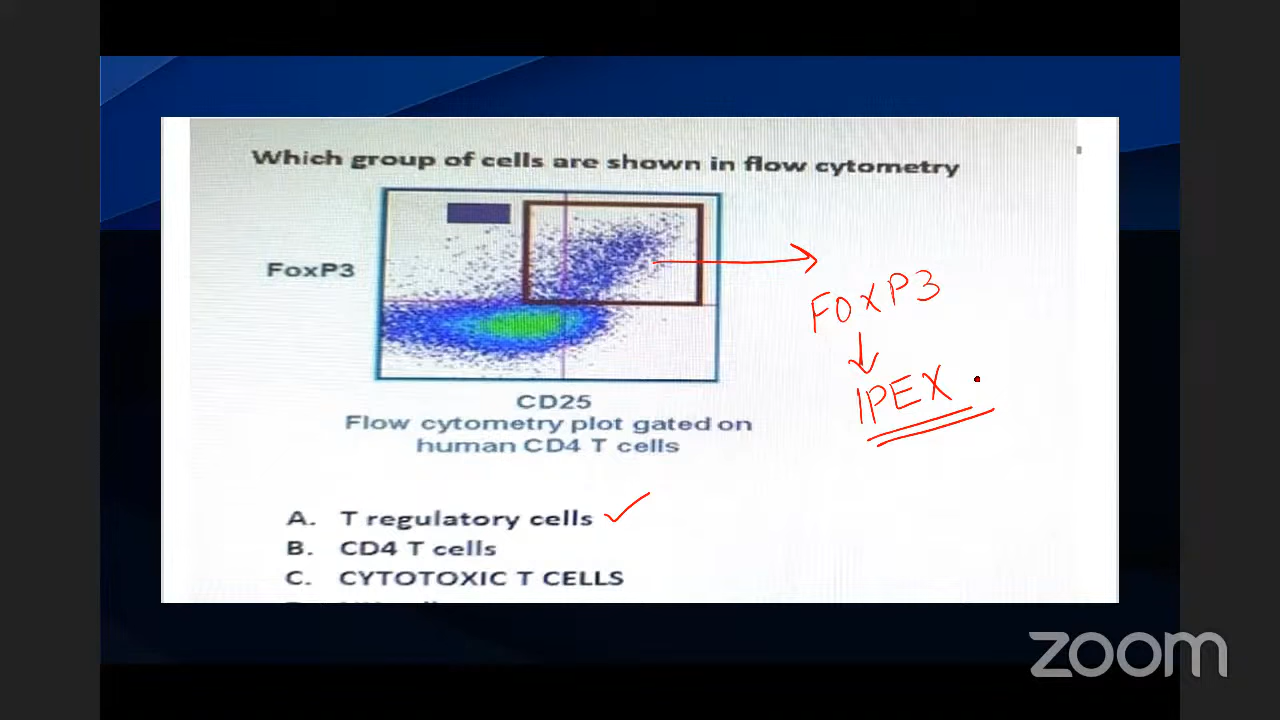 Which group of cells are shown in flow cytometry
FoxP3
CD25
Flow cytometry plot gated on
human CD4 T cells
FOXP3
IPEX
A. T regulatory cells
B. CD4 T cells
C. CYTOTOXIC T CELLS
zoom